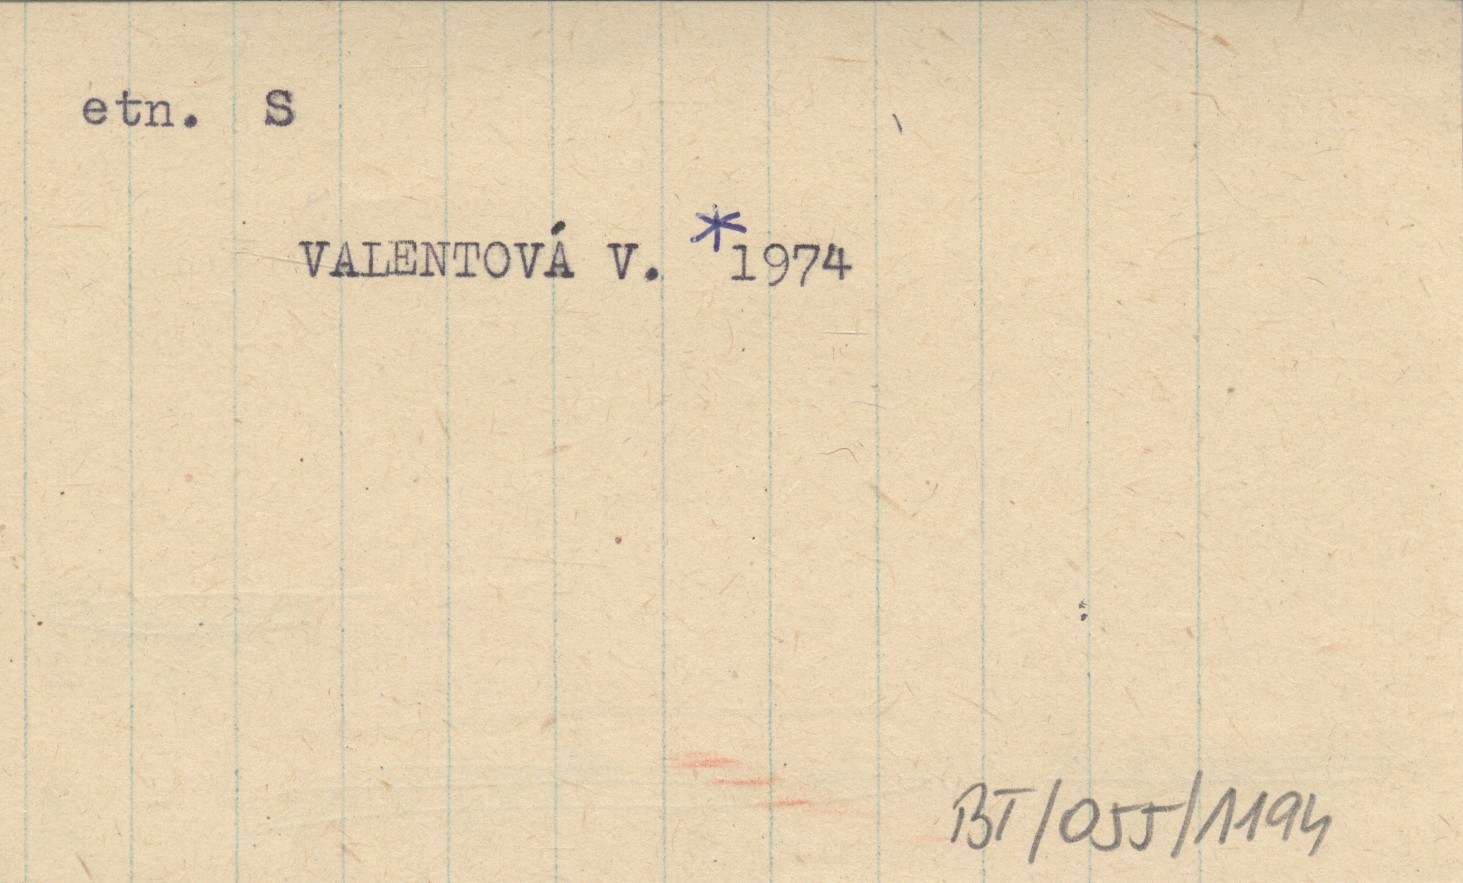 etn. S
VALENTOVÁ V. *1974
BT/055/1194